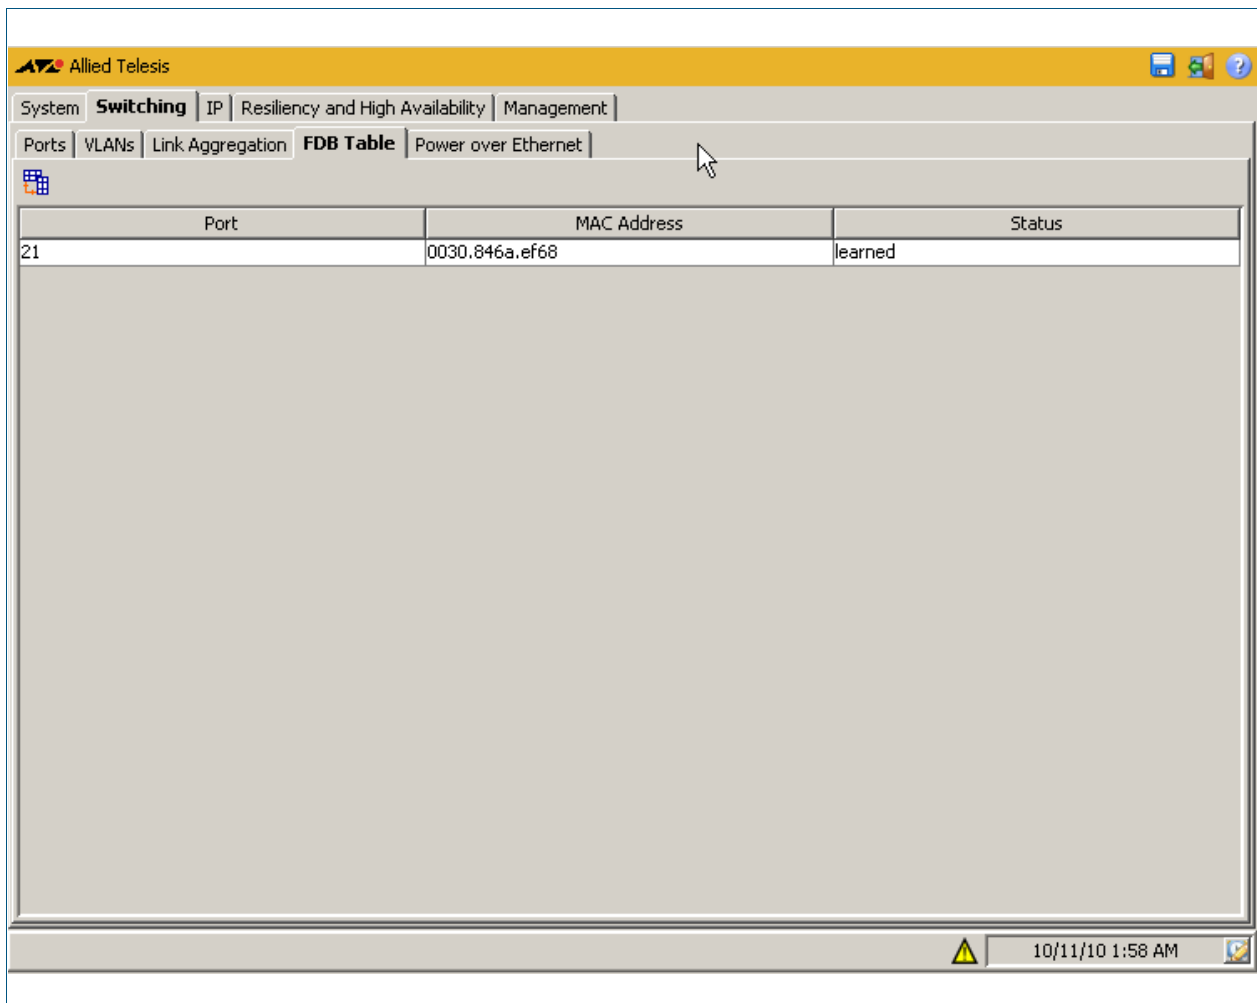 Allied Telesis
System Switching IP Resiliency and High Availability Management
Ports VLANs Link Aggregation FDB Table Power over Ethernet
Port MAC Address Status
21 0030.846a.ef68 learned
10/11/10 1:58 AM